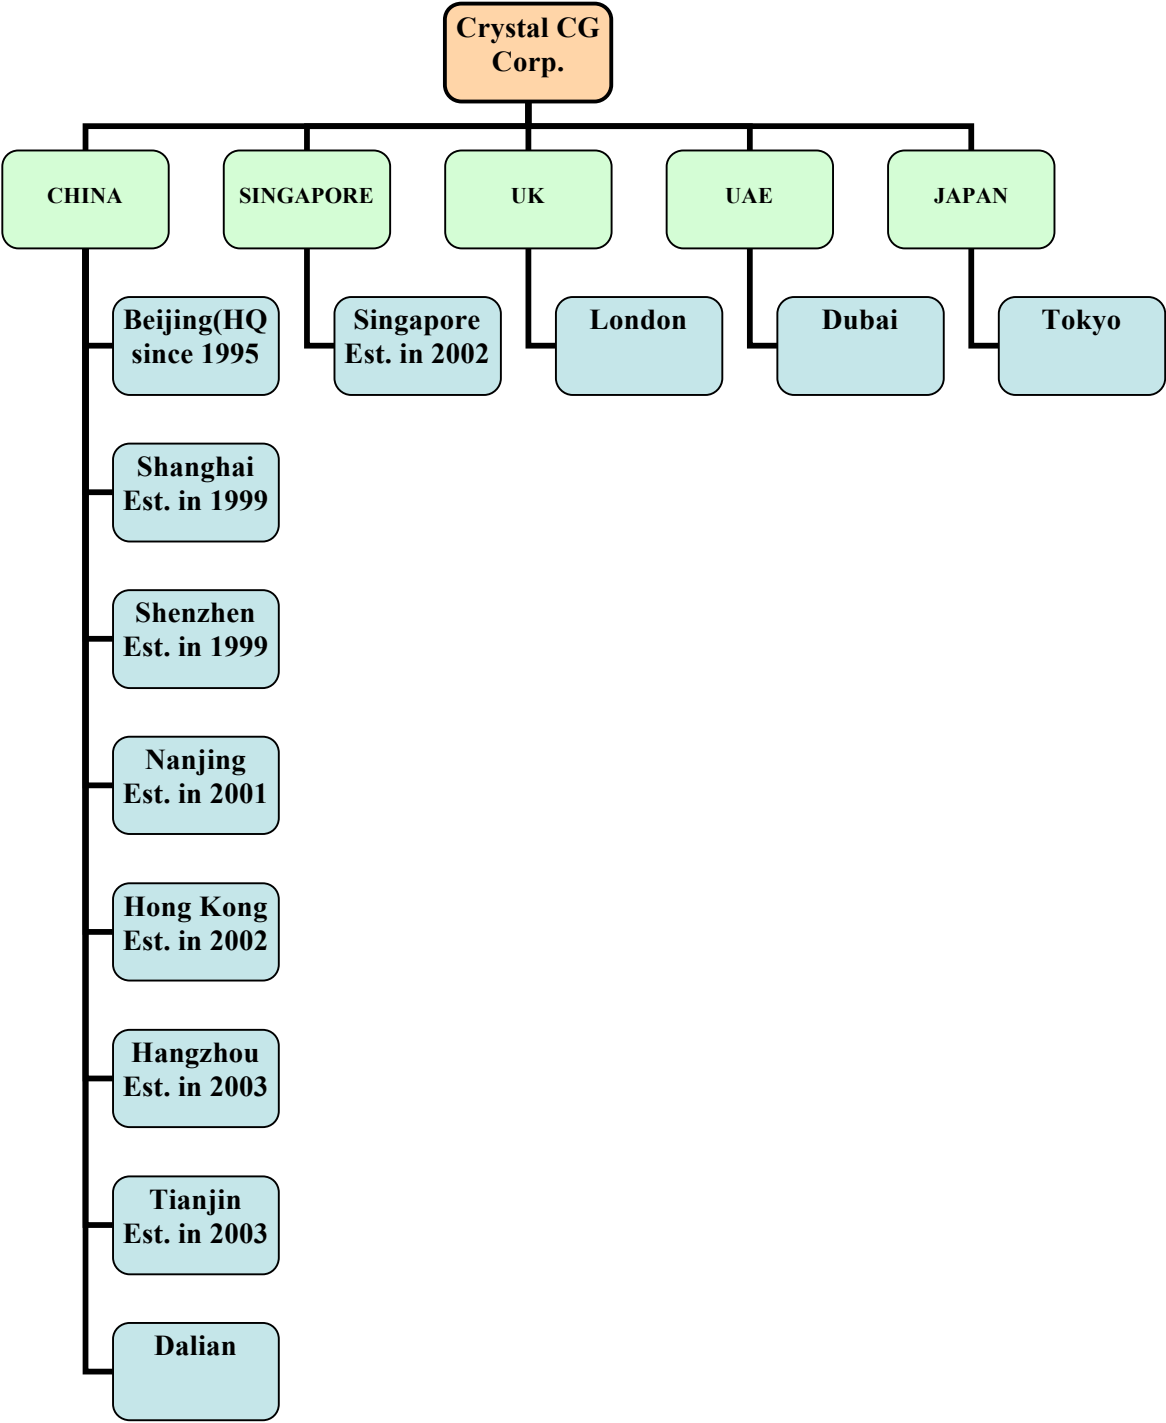 Crystal CG
Corp.
CHINA
SINGAPORE
UK
UAE
JAPAN
Beijing(HQ
since 1995
Singapore
Est. in 2002
London
Dubai
Tokyo
Shanghai
Est. in 1999
Shenzhen
Est. in 1999
Nanjing
Est. in 2001
Hong Kong
Est. in 2002
Hangzhou
Est. in 2003
Tianjin
Est. in 2003
Dalian